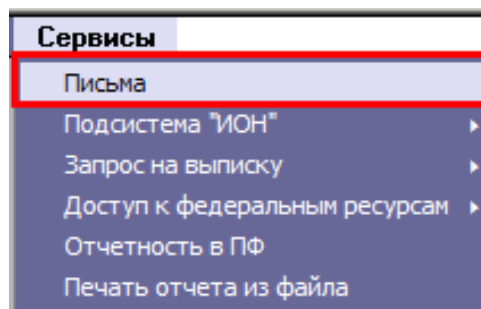 Сервисы
Письма
Подсистема "ИОН"
Запрос на выписку
Доступ к федеральным ресурсам
Отчетность в ПФ
Печать отчета из файла